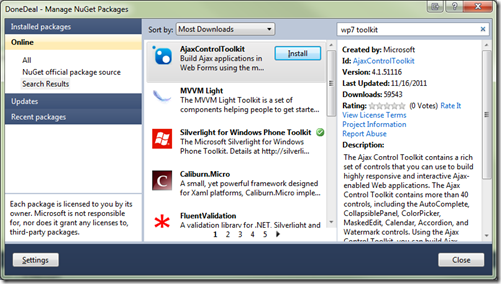 DoneDeal - Manage NuGet Packages
Installed packages
Online
All
NuGet official package source
Search Results
Updates
Recent packages
Each package is licensed to you by its
owner. Microsoft is not responsible
for, nor does it grant any licenses to,
third-party packages.
Settings
Sort by: Most Downloads
AjaxControlToolkit
Build Ajax applications in
Web Forms using the m...
Install
MVVM Light
The MVVM Light Toolkit is a set of
components helping people to get starte...
Silverlight for Windows Phone Toolkit
The Microsoft Silverlight for Windows
Phone Toolkit. Details at http://silverli...
Caliburn.Micro
A small, yet powerful framework designed
for Xaml platforms, Caliburn.Micro imple...
FluentValidation
A validation library for .NET. Silverlight and
1 2 3 4 5
wp7 toolkit
Created by: Microsoft
Id: AjaxControlToolkit
Version: 4.1.51116
Last Updated: 11/16/2011
Downloads: 59543
Rating: (0 Votes) Rate It
View License Terms
Project Information
Report Abuse
Description:
The Ajax Control Toolkit contains a rich
set of controls that you can use to build
highly responsive and interactive Ajax-
enabled Web applications. The Ajax
Control Toolkit contains more than 40
controls, including the AutoComplete,
CollapsiblePanel, ColorPicker,
MaskedEdit, Calendar, Accordion, and
Watermark controls. Using the Ajax
Control Toolkit, you can build Ajax
Close